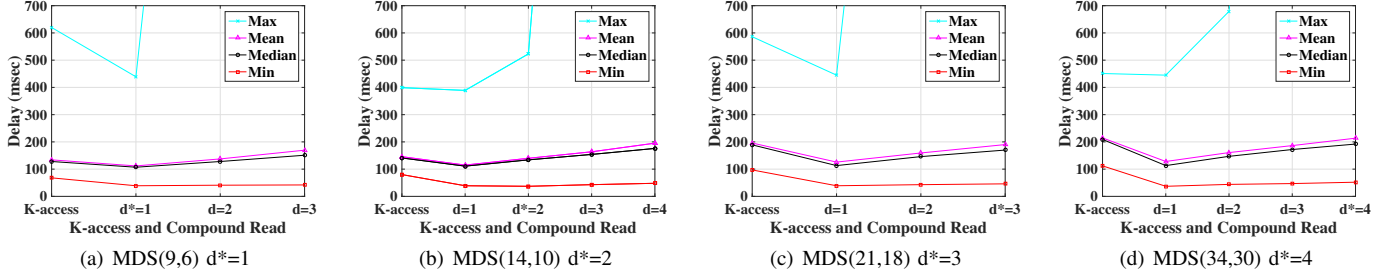 700
600
500
400
300
200
100
0
Delay (msec)
Max
Mean
Median
Min
K-access d*=1 d=2 d=3
K-access and Compound Read
(a) MDS(9,6) d*=1
700
600
500
400
300
200
100
0
Delay (msec)
Max
Mean
Median
Min
K-access d=1 d*=2 d=3 d=4
K-access and Compound Read
(b) MDS(14,10) d*=2
700
600
500
400
300
200
100
0
Delay (msec)
Max
Mean
Median
Min
K-access d=1 d=2 d*=3
K-access and Compound Read
(c) MDS(21,18) d*=3
700
600
500
400
300
200
100
0
Delay (msec)
Max
Mean
Median
Min
K-access d=1 d=2 d=3 d*=4
K-access and Compound Read
(d) MDS(34,30) d*=4